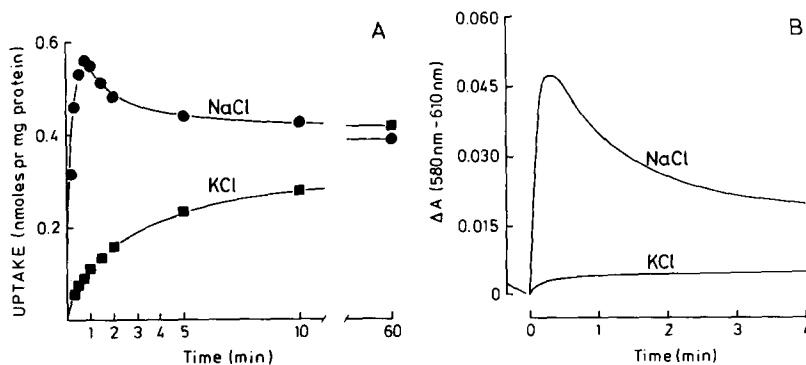 A
UPTAKE (nmoles pr mg protein)
0.6
0.4
0.2
NaCl
KCl
1 2 3 4 5 10 60
Time (min)
B
ΔA (580nm-610nm)
0.060
0.045
0.030
0.015
0
NaCl
KCl
0 1 2 3 4
Time (min)